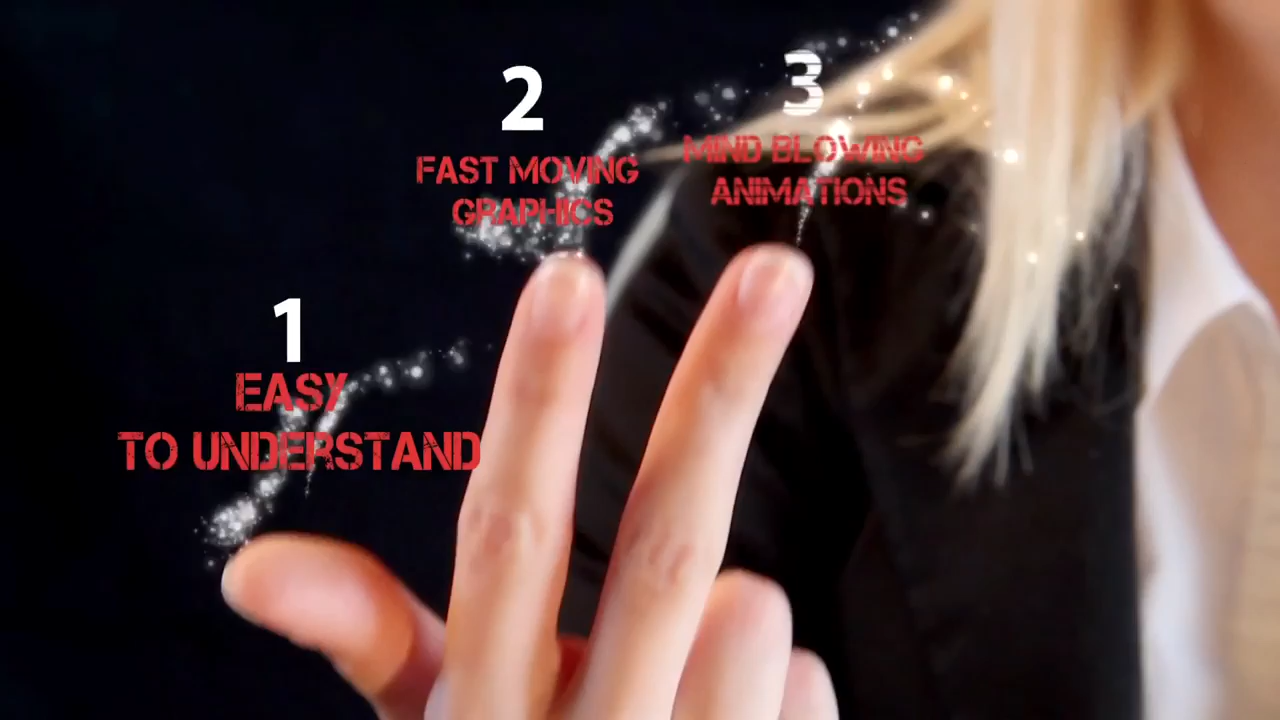 1
EASY
TO UNDERSTAND
2
FAST MOVING
GRAPHICS
3
MIND BLOWING
ANIMATIONS